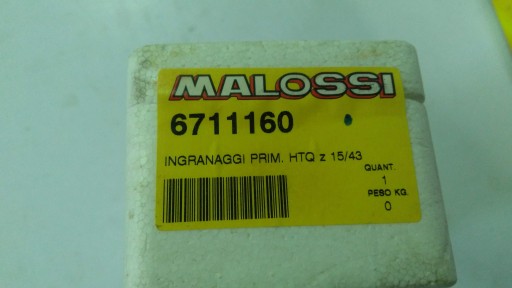 MALOSSI
6711160
INGRANAGGI PRIM. HTQ z 15/43
QUANT.
1
PESO KG.
0